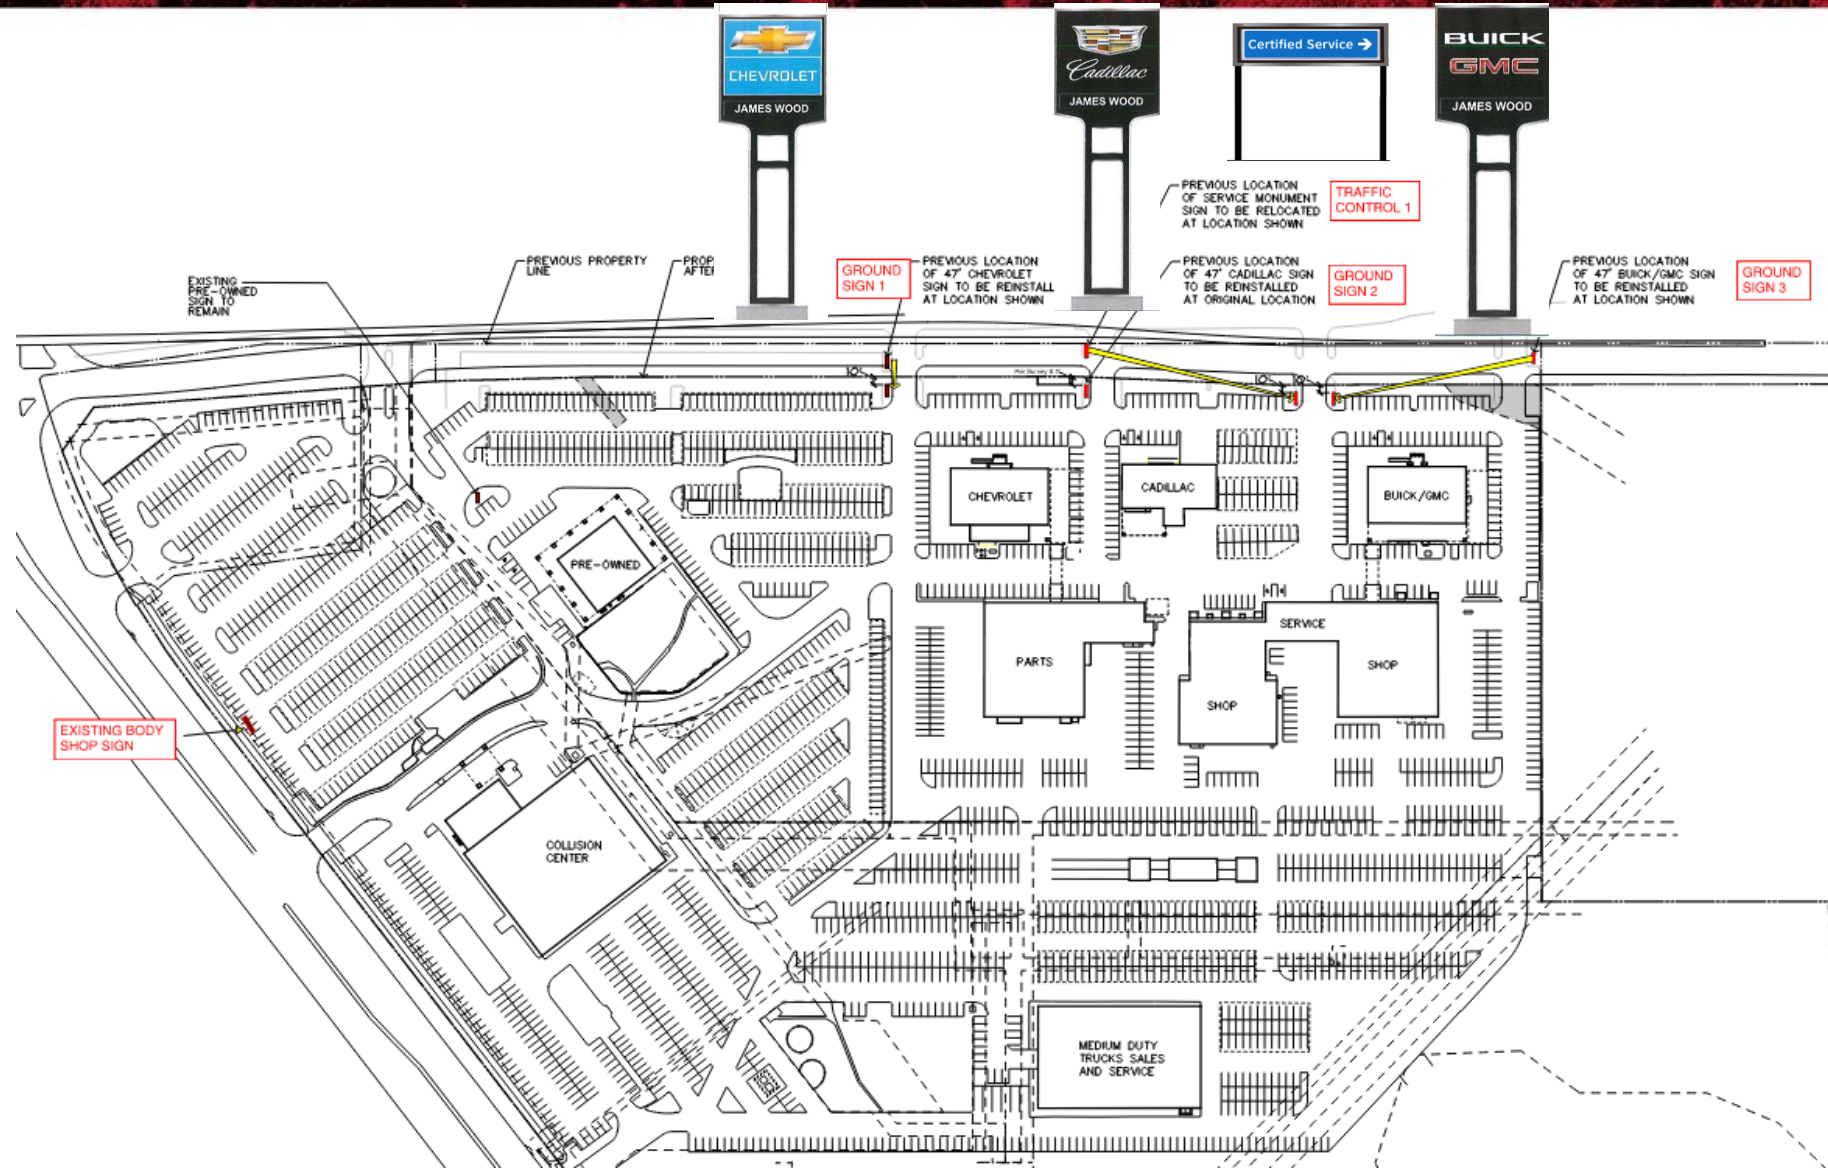 CHEVROLET
JAMES WOOD
Cadillac
JAMES WOOD
Certified Service →
BUICK
GMC
JAMES WOOD
PREVIOUS LOCATION
OF SERVICE MONUMENT
SIGN TO BE RELOCATED
AT LOCATION SHOWN
TRAFFIC
CONTROL 1
EXISTING
PRE-OWNED
SIGN TO
REMAIN
PREVIOUS PROPERTY
LINE
PROP
AFTE
GROUND
SIGN 1
PREVIOUS LOCATION
OF 47' CHEVROLET
SIGN TO BE REINSTALL
AT LOCATION SHOWN
PREVIOUS LOCATION
OF 47' CADILLAC SIGN
TO BE REINSTALLED
AT ORIGINAL LOCATION
GROUND
SIGN 2
PREVIOUS LOCATION
OF 47' BUICK/GMC SIGN
TO BE REINSTALLED
AT LOCATION SHOWN
GROUND
SIGN 3
CHEVROLET
CADILLAC
BUICK/GMC
PRE-OWNED
SERVICE
PARTS
SHOP
SHOP
EXISTING BODY
SHOP SIGN
COLLISION
CENTER
MEDIUM DUTY
TRUCKS SALES
AND SERVICE